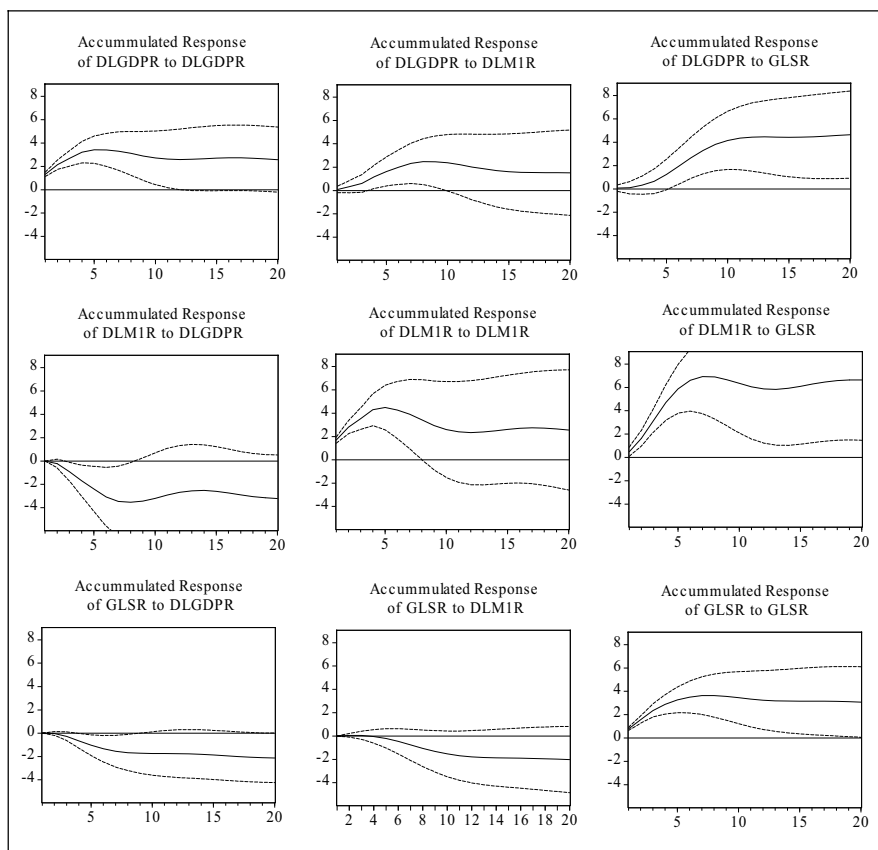 Accummulated Response
of DLGDPR to DLGDPR
8
6
4
2
0
-2
-4
5 10 15 20
Accummulated Response
of DLGDPR to DLM1R
8
6
4
2
0
-2
-4
5 10 15 20
Accummulated Response
of DLGDPR to GLSR
8
6
4
2
0
-2
-4
5 10 15 20
Accummulated Response
of DLM1R to DLGDPR
8
6
4
2
0
-2
-4
5 10 15 20
Accummulated Response
of DLM1R to DLM1R
8
6
4
2
0
-2
-4
5 10 15 20
Accummulated Response
of DLM1R to GLSR
8
6
4
2
0
-2
-4
5 10 15 20
Accummulated Response
of GLSR to DLGDPR
8
6
4
2
0
-2
-4
5 10 15 20
Accummulated Response
of GLSR to DLM1R
8
6
4
2
0
-2
-4
2 4 6 8 10 12 14 16 18 20
Accummulated Response
of GLSR to GLSR
8
6
4
2
0
-2
-4
5 10 15 20